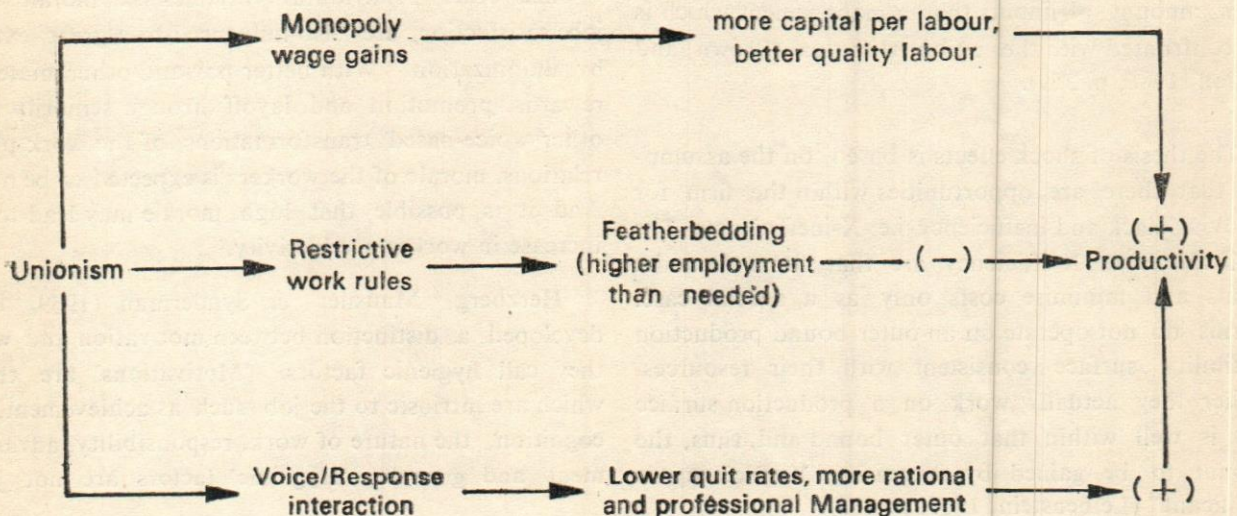 Monopoly
wage gains
more capital per labour,
better quality labour
(+)
Unionism
Restrictive
work rules
Featherbedding
(higher employment
than needed)
(−)
Productivity
Voice/Response
interaction
Lower quit rates, more rational
and professional Management
(+)